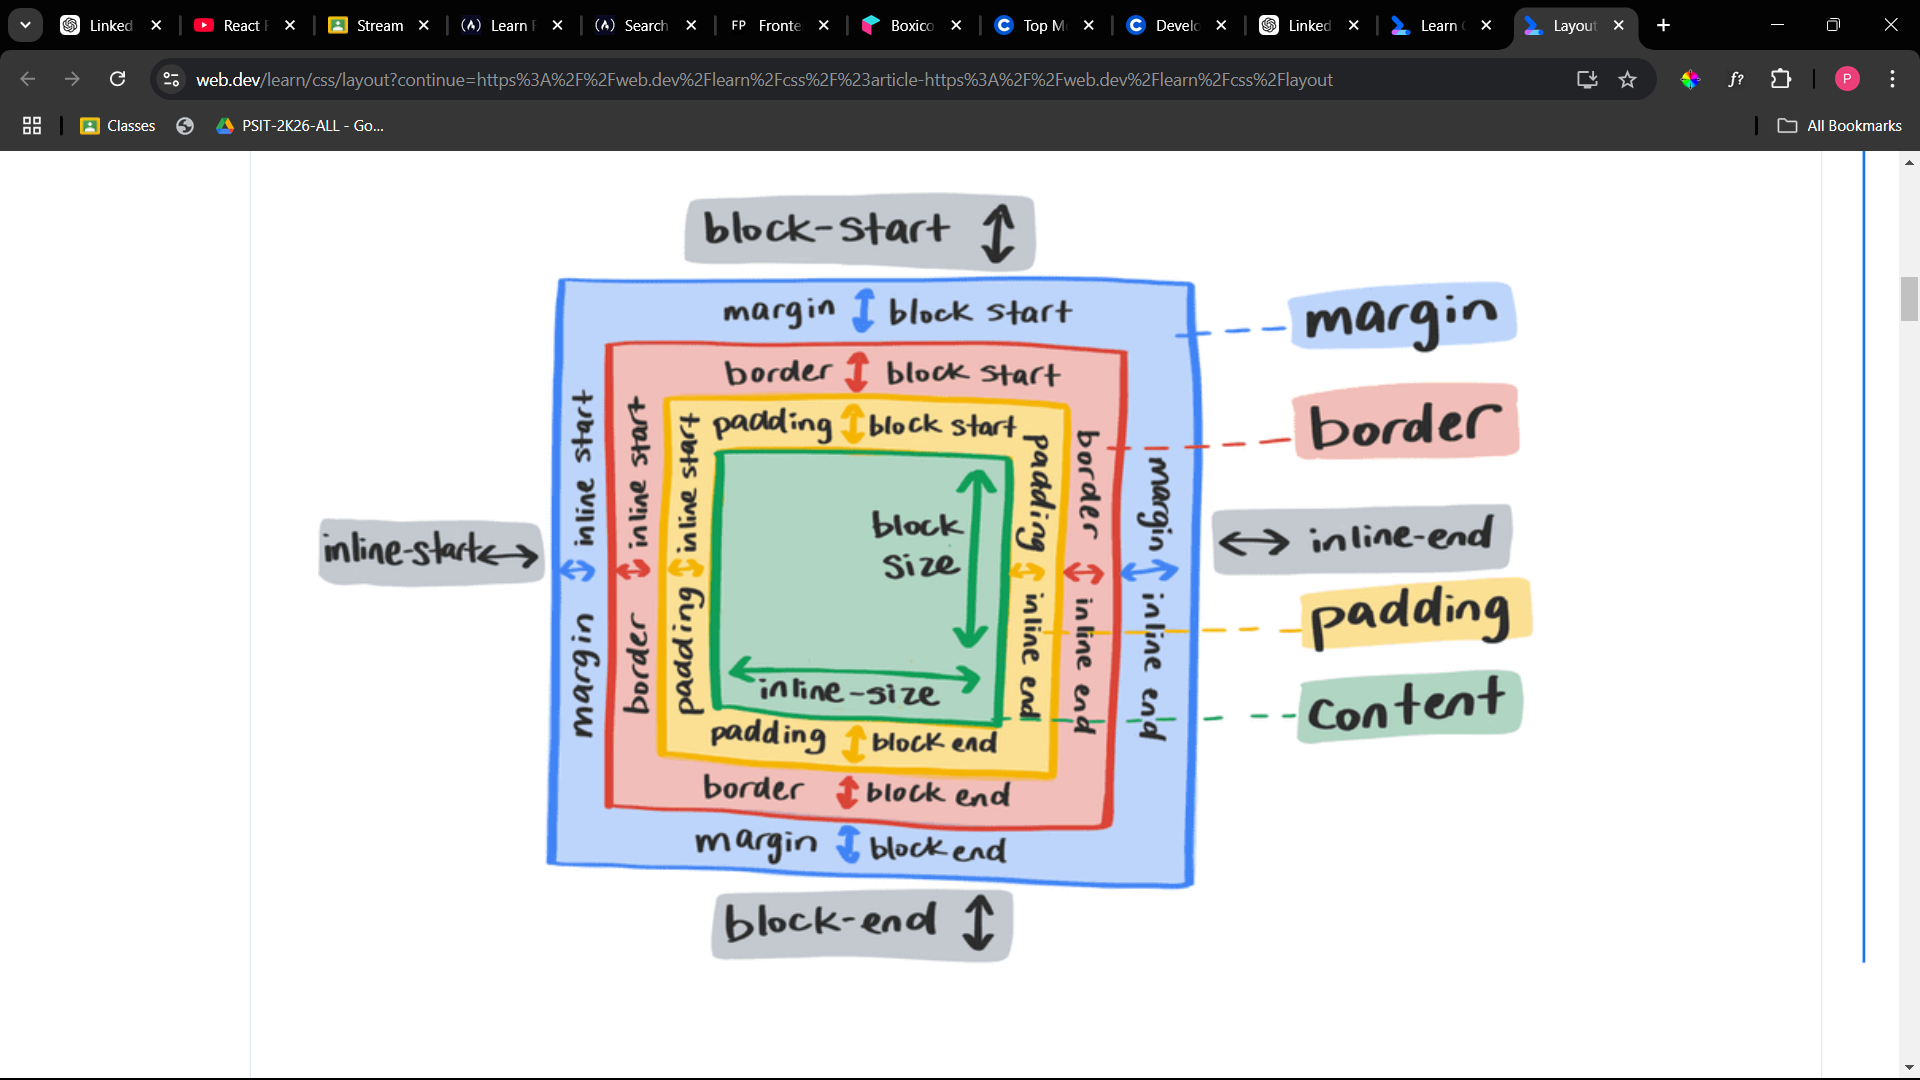 Linked
React F
Stream
Learn F
Search
FP Fronte
Boxico
Top M
Develo
Linked
Learn
Layout
web.dev/learn/css/layout?continue=https%3A%2F%2Fweb.dev%2Flearn%2Fcss%2F%23article-https%3A%2F%2Fweb.dev%2Flearn%2Fcss%2Flayout
f?
P
Classes
PSIT-2K26-ALL - Go...
All Bookmarks
block-start
margin block start
margin
border block start
border
padding block start
margin inline start
border inline start
padding inline start
block
size
inline-size
padding inline end
border inline end
margin inline end
inline-start
inline-end
padding
content
padding block end
border block end
margin block end
block-end